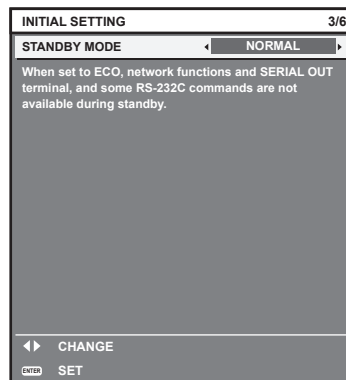 INITIAL SETTING 3/6
STANDBY MODE NORMAL
When set to ECO, network functions and SERIAL OUT
terminal, and some RS-232C commands are not
available during standby.
CHANGE
ENTER SET